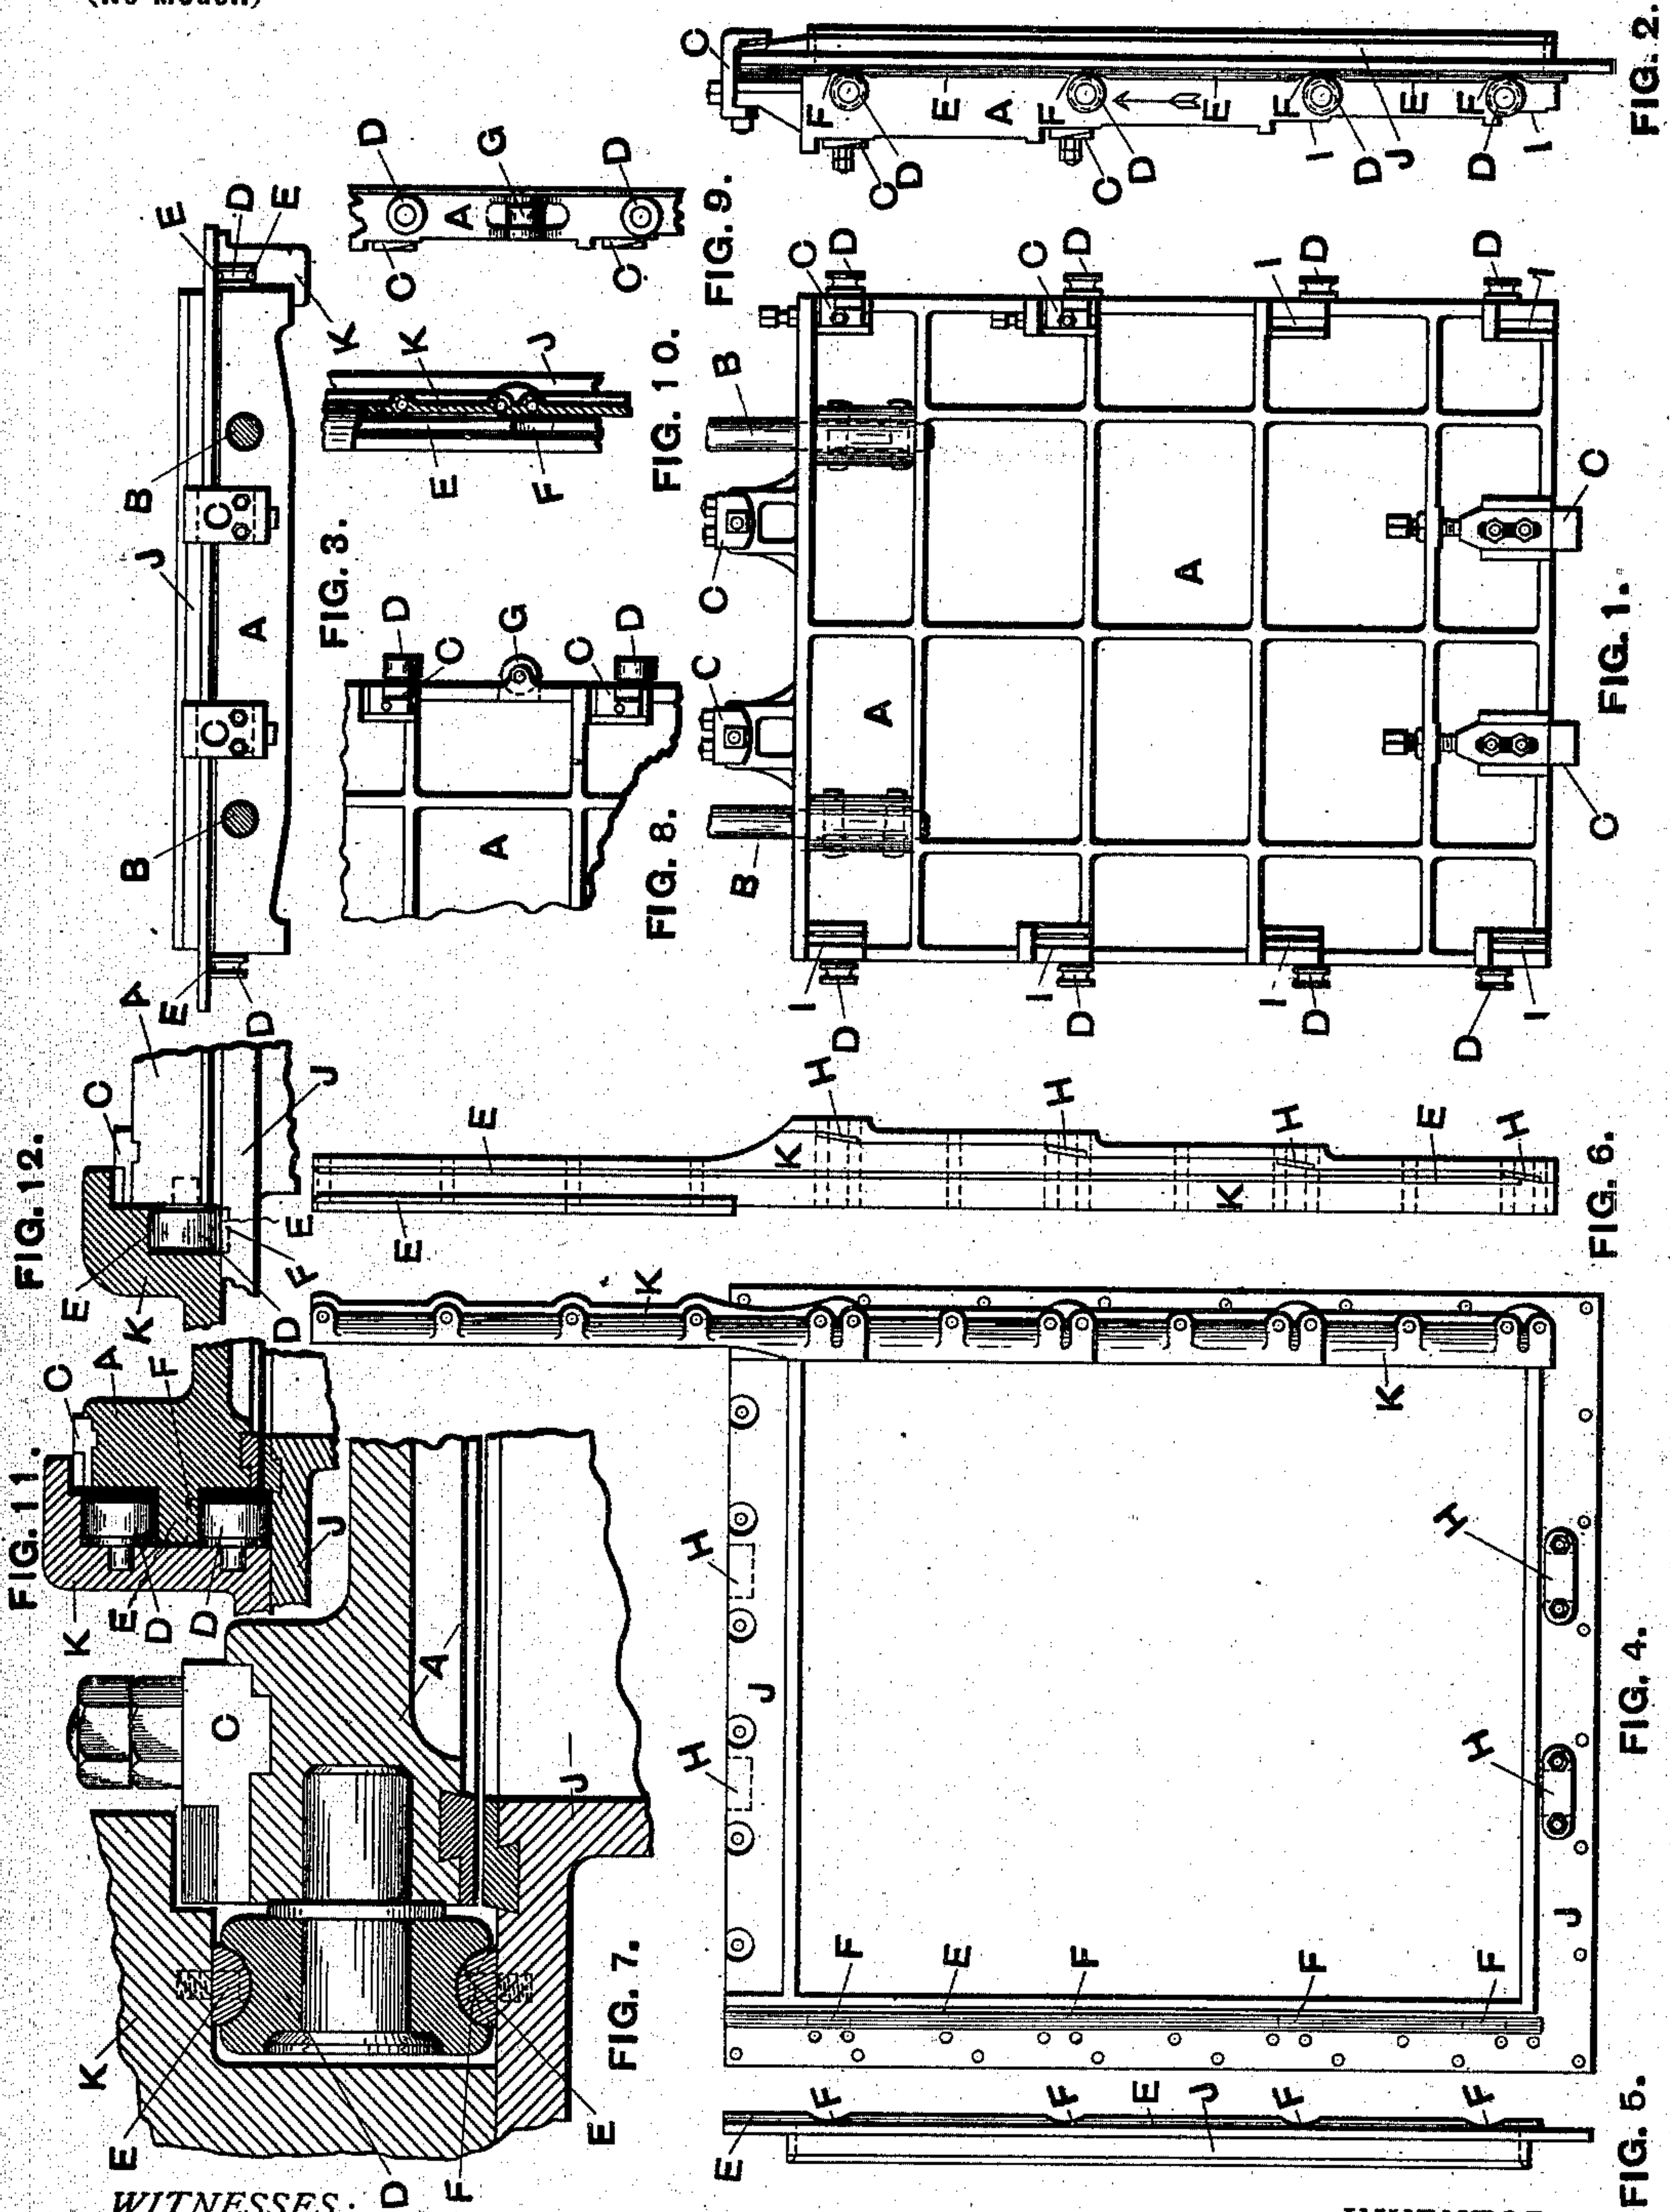 (No Model.)
FIG. 2.
C
F
D
E
A
F
D
C
D
C
D
E
F
I
D
J
E
F
D
I
FIG. 9.
D
G
D
A
C
C
FIG. 3.
E
D
E
K
B
C
J
A
C
B
E
D
FIG. 10.
K
J
E
F
FIG. 8.
D
C
G
C
D
A
FIG. 1.
C
D
C
D
I
D
D
I
B
C
C
B
A
A
C
C
I
D
I
D
I
D
D
I
FIG. 12.
A
C
J
E
E
F
K
D
FIG. 6.
H
H
H
E
H
E
K
K
E
FIG. 11.
C
A
F
J
K
E
D
D
FIG. 7.
C
A
J
K
E
D
F
E
FIG. 4.
K
K
H
H
H
H
J
J
F
E
F
F
F
FIG. 5.
E
F
F
E
J
F
F
WITNESSES: